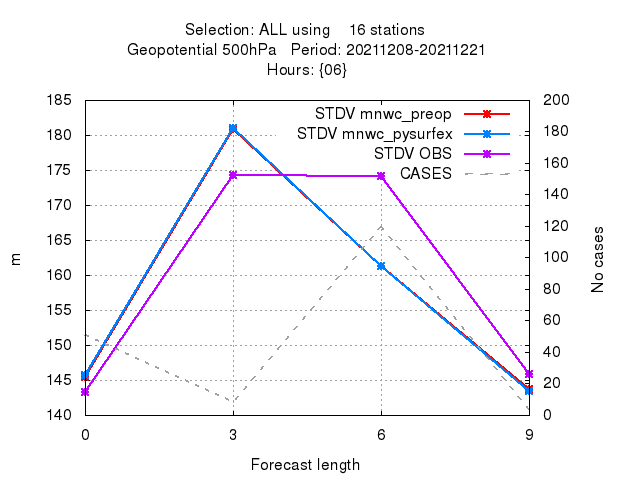 Selection: ALL using    16 stations
Geopotential 500hPa   Period: 20211208-20211221
Hours: {06}
STDV mnwc_preop
STDV mnwc_pysurfex
STDV OBS
CASES
185
180
175
170
165
160
155
150
145
140
m
200
180
160
140
120
100
80
60
40
20
0
No cases
0 3 6 9
Forecast length